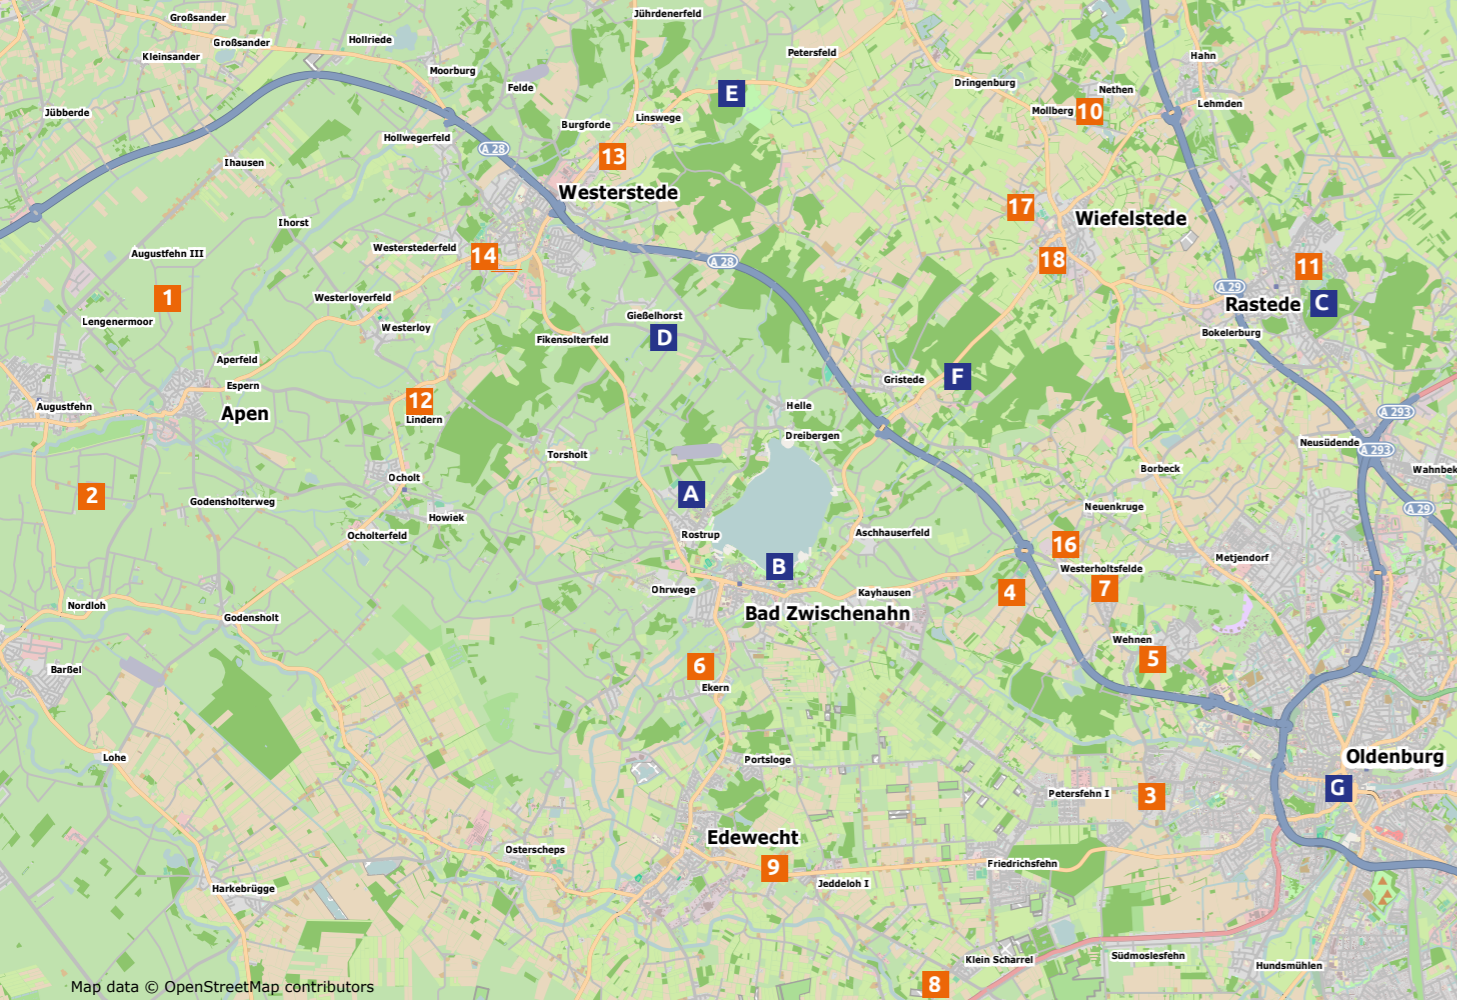 Großsander
Jührdenerfeld
Großsander
Hollriede
Petersfeld
Kleinsander
Hahn
Moorburg
Felde
Dringenburg
Nethen
E
Jübberde
Mollberg
10
Lehmden
Burgforde
Linswege
Hollwegerfeld
A 28
13
Ihausen
Westerstede
17
Wiefelstede
Ihorst
Augustfehn III
Westerstederfeld
14
A 28
18
11
1
Westerloyerfeld
A 29
Rastede
C
Lengenermoor
Westerloy
Gießelhorst
D
Fikensolterfeld
Bokelerburg
Aperfeld
Espern
Gristede
F
Augustfehn
Apen
12
Lindern
Helle
A 293
Dreibergen
Neusüdende
A 293
Torsholt
Borbeck
Wahnbek
Ocholt
2
Godensholterweg
A
Neuenkruge
A 29
Howiek
Ocholterfeld
Rostrup
Aschhauserfeld
16
Metjendorf
B
Westerholtsfelde
Ohrwege
Kayhausen
4
7
Nordloh
Godensholt
Bad Zwischenahn
Wehnen
Barßel
6
5
Ekern
Lohe
Portsloge
Oldenburg
Petersfehn I
3
G
Edewecht
Osterscheps
9
Friedrichsfehn
Harkebrügge
Jeddeloh I
Klein Scharrel
Südmoslesfehn
Hundsmühlen
8
Map data © OpenStreetMap contributors